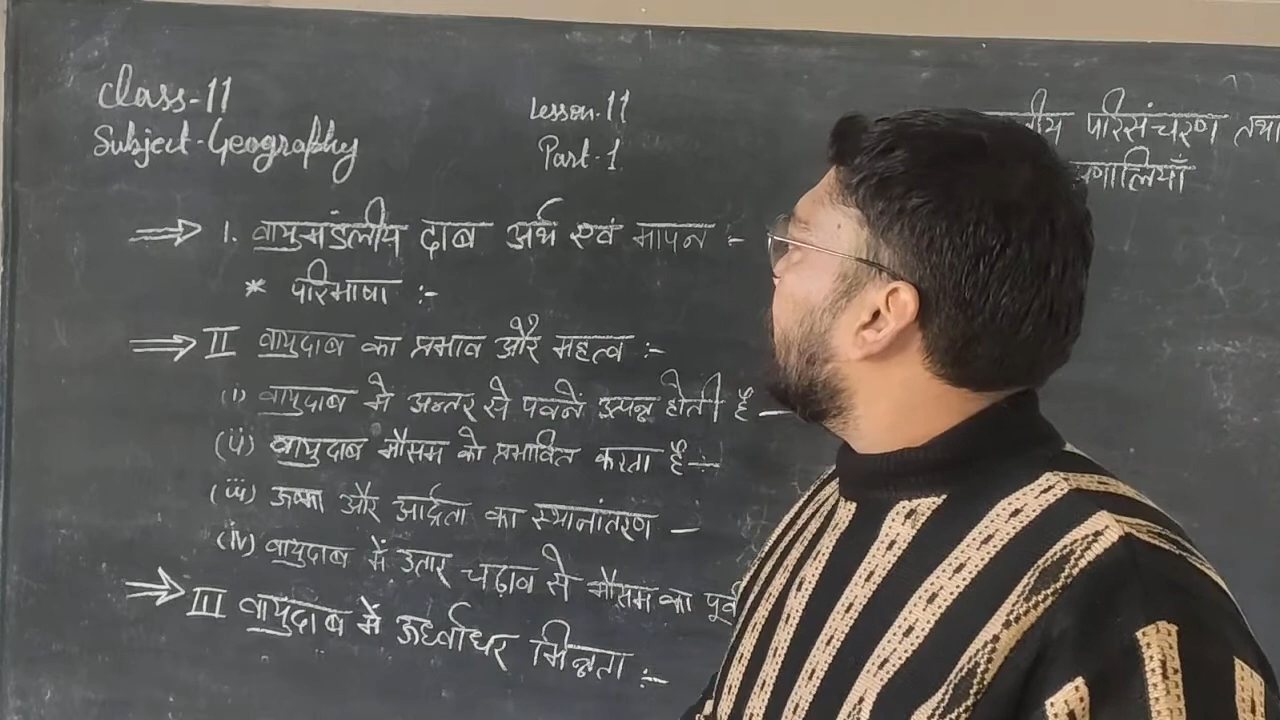 Class-11
Subject-Geography
Lesson-11
Part-1
परिसंचरण तथा
⇒ I. वायुमंडलीय दाब अर्थ एवं मापन :-
* परिभाषा :-
⇒ II वायुदाब का प्रभाव और महत्व :-
(i) वायुदाब मे अन्तर से पवनें उत्पन्न होती है —
(ii) वायुदाब मौसम को प्रभावित करता है —
(iii) ऊष्मा और आर्द्रता का स्थानांतरण —
(iv) वायुदाब में उतार चढ़ाव से मौसम का पूर्व
⇒ III वायुदाब में ऊर्ध्वाधर भिन्नता :-